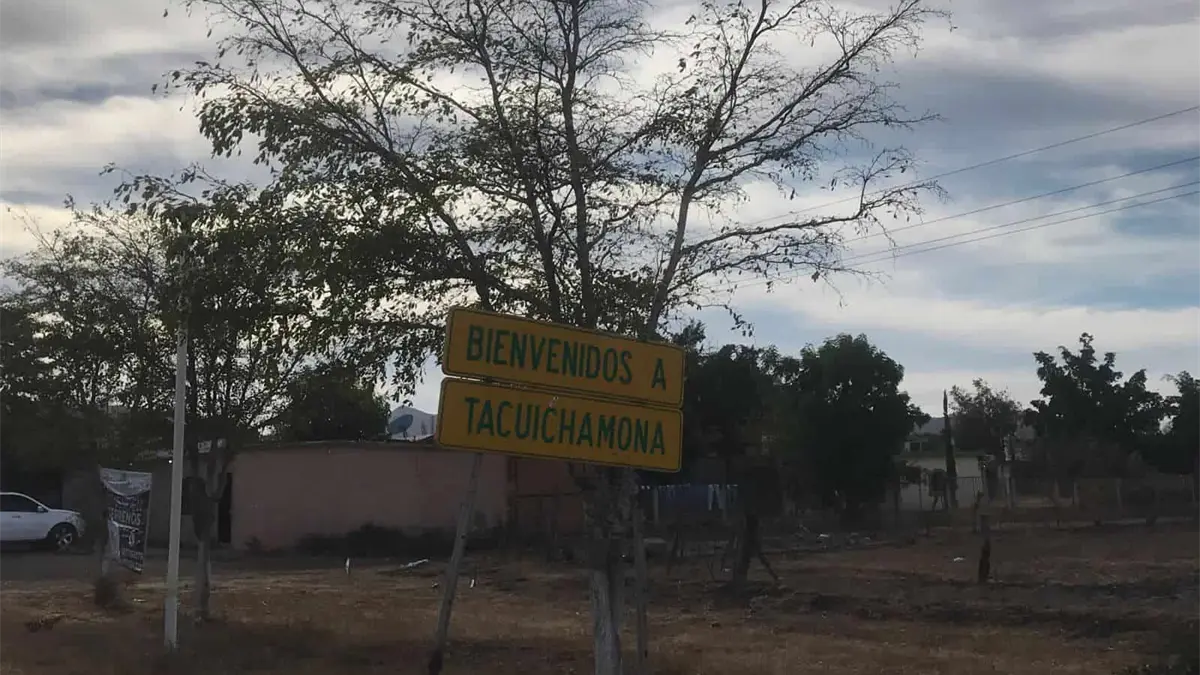 BIENVENIDOS A
TACUICHAMONA